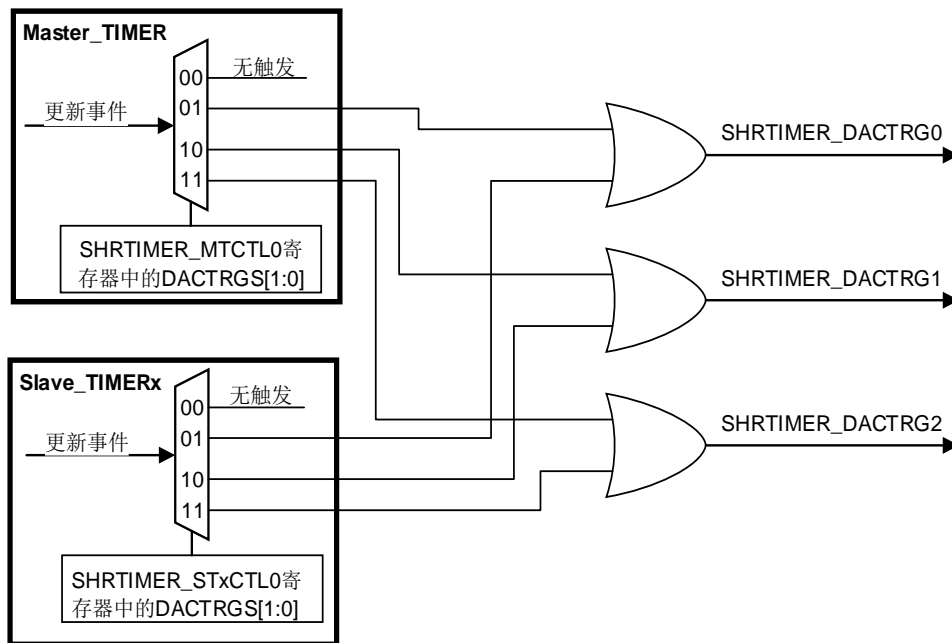 Master_TIMER
00
无触发
更新事件
01
10
11
SHRTIMER_MTCTL0寄
存器中的DACTRGS[1:0]
SHRTIMER_DACTRG0
SHRTIMER_DACTRG1
SHRTIMER_DACTRG2
Slave_TIMERx
00
无触发
更新事件
01
10
11
SHRTIMER_STxCTL0寄
存器中的DACTRGS[1:0]